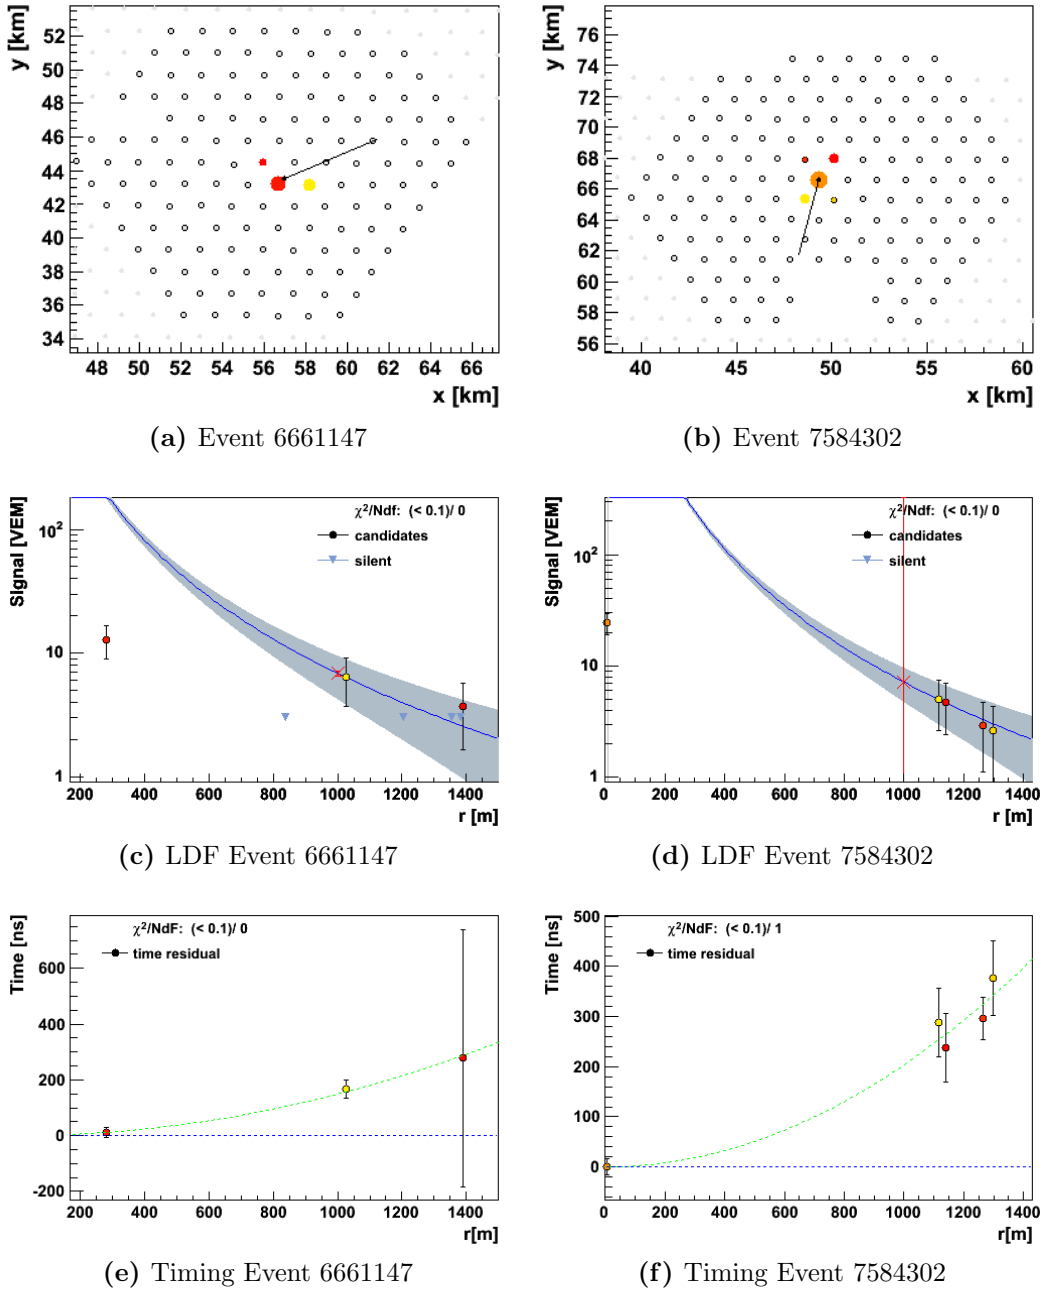 y [km]
52
50
48
46
44
42
40
38
36
34
48 50 52 54 56 58 60 62 64 66
x [km]
(a) Event 6661147
y [km]
76
74
72
70
68
66
64
62
60
58
56
40 45 50 55 60
x [km]
(b) Event 7584302
Signal [VEM]
10²
10
1
χ²/Ndf: (< 0.1)/ 0
candidates
silent
200 400 600 800 1000 1200 1400
r [m]
(c) LDF Event 6661147
Signal [VEM]
10²
10
1
χ²/Ndf: (< 0.1)/ 0
candidates
silent
0 200 400 600 800 1000 1200 1400
r [m]
(d) LDF Event 7584302
Time [ns]
600
400
200
0
-200
χ²/NdF: (< 0.1)/ 0
time residual
200 400 600 800 1000 1200 1400
r[m]
(e) Timing Event 6661147
Time [ns]
500
400
300
200
100
0
χ²/NdF: (< 0.1)/ 1
time residual
0 200 400 600 800 1000 1200 1400
r[m]
(f) Timing Event 7584302